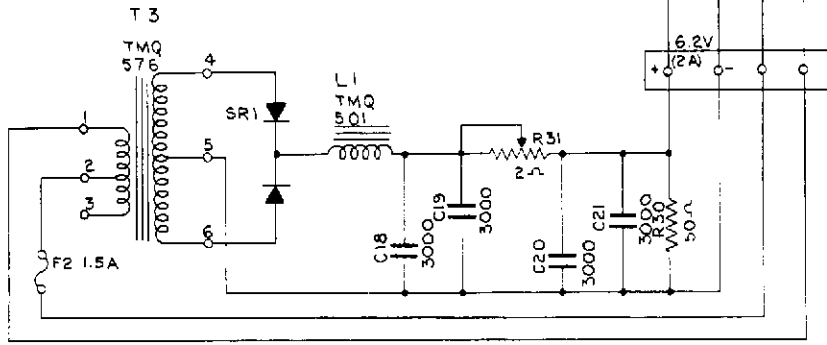 T 3
TMQ
576
1
2
3
4
5
6
F2 1.5A
SR1
L1
TMQ
501
C18
3000
C19
3000
R31
2Ω
C20
3000
C21
3000
R30
50Ω
6.2V
(2A)
+
-